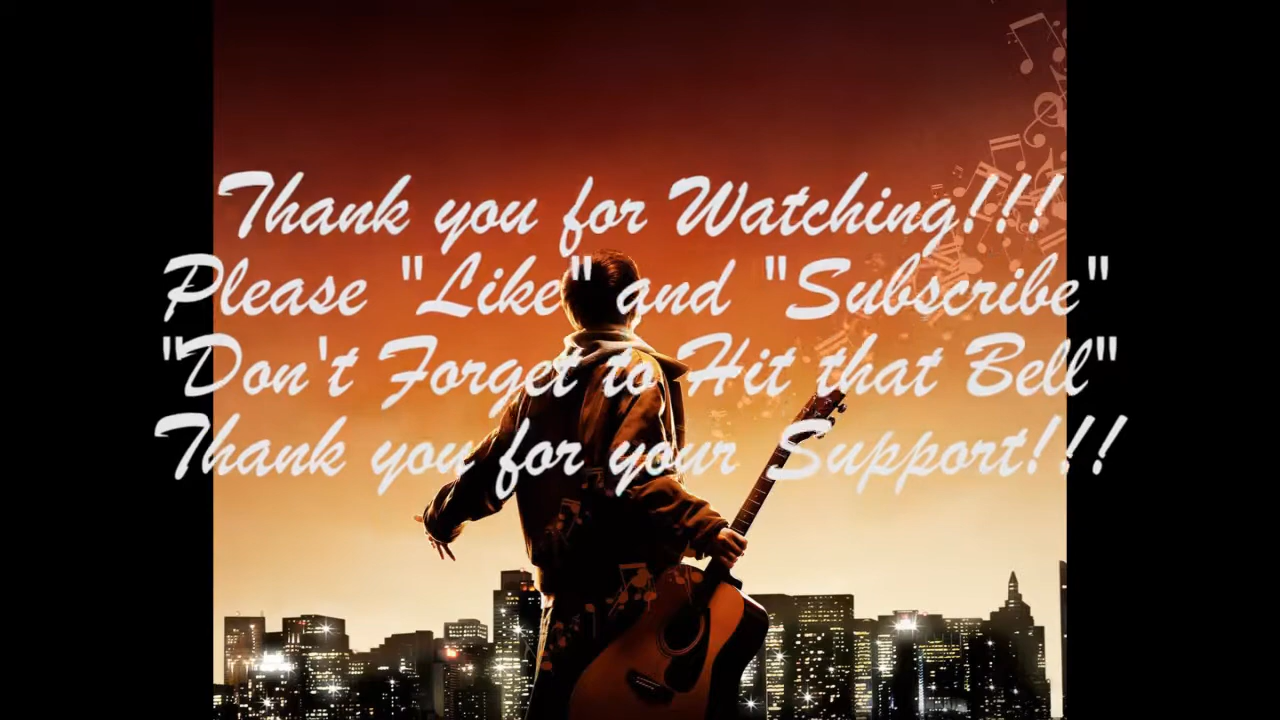 Thank you for Watching!!!
Please "Like" and "Subscribe"
"Don't Forget to Hit that Bell"
Thank you for your Support!!!